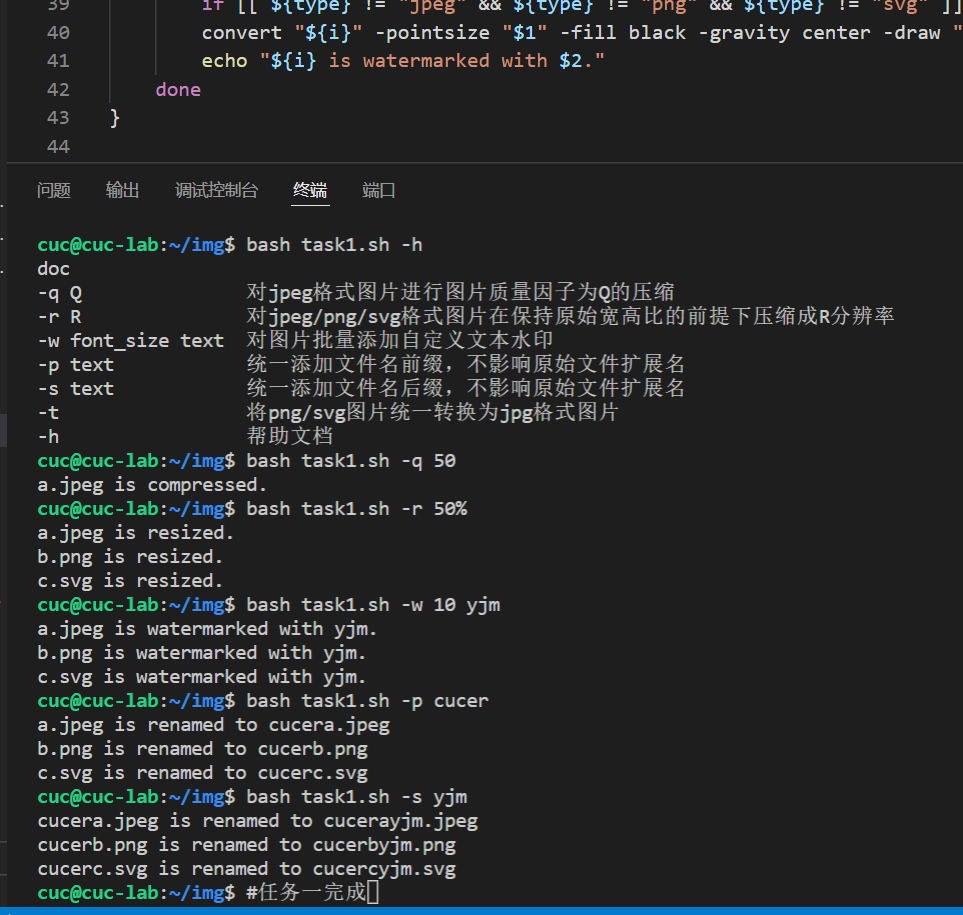 39 if [[ ${type} != "jpeg" && ${type} != "png" && ${type} != "svg" ]]
40 convert "${i}" -pointsize "$1" -fill black -gravity center -draw "
41 echo "${i} is watermarked with $2."
42 done
43 }
44
问题 输出 调试控制台 终端 端口
cuc@cuc-lab:~/img$ bash task1.sh -h
doc
-q Q 对jpeg格式图片进行图片质量因子为Q的压缩
-r R 对jpeg/png/svg格式图片在保持原始宽高比的前提下压缩成R分辨率
-w font_size text 对图片批量添加自定义文本水印
-p text 统一添加文件名前缀，不影响原始文件扩展名
-s text 统一添加文件名后缀，不影响原始文件扩展名
-t 将png/svg图片统一转换为jpg格式图片
-h 帮助文档
cuc@cuc-lab:~/img$ bash task1.sh -q 50
a.jpeg is compressed.
cuc@cuc-lab:~/img$ bash task1.sh -r 50%
a.jpeg is resized.
b.png is resized.
c.svg is resized.
cuc@cuc-lab:~/img$ bash task1.sh -w 10 yjm
a.jpeg is watermarked with yjm.
b.png is watermarked with yjm.
c.svg is watermarked with yjm.
cuc@cuc-lab:~/img$ bash task1.sh -p cucer
a.jpeg is renamed to cucera.jpeg
b.png is renamed to cucerb.png
c.svg is renamed to cucerc.svg
cuc@cuc-lab:~/img$ bash task1.sh -s yjm
cucera.jpeg is renamed to cucerayjm.jpeg
cucerb.png is renamed to cucerbyjm.png
cucerc.svg is renamed to cucercyjm.svg
cuc@cuc-lab:~/img$ #任务一完成